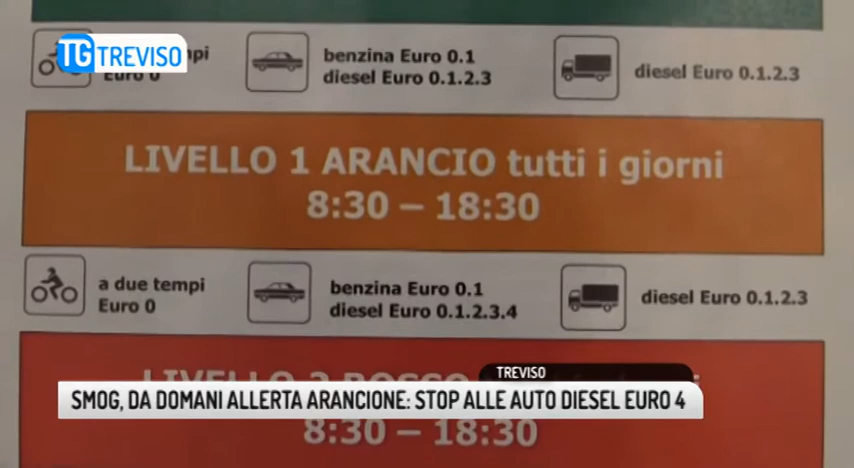 TG TREVISO
Euro 0
benzina Euro 0.1
diesel Euro 0.1.2.3
diesel Euro 0.1.2.3
LIVELLO 1 ARANCIO tutti i giorni
8:30 – 18:30
a due tempi
Euro 0
benzina Euro 0.1
diesel Euro 0.1.2.3.4
diesel Euro 0.1.2.3
LIVELLO 2 ROSSO
TREVISO
SMOG, DA DOMANI ALLERTA ARANCIONE: STOP ALLE AUTO DIESEL EURO 4
8:30 – 18:30